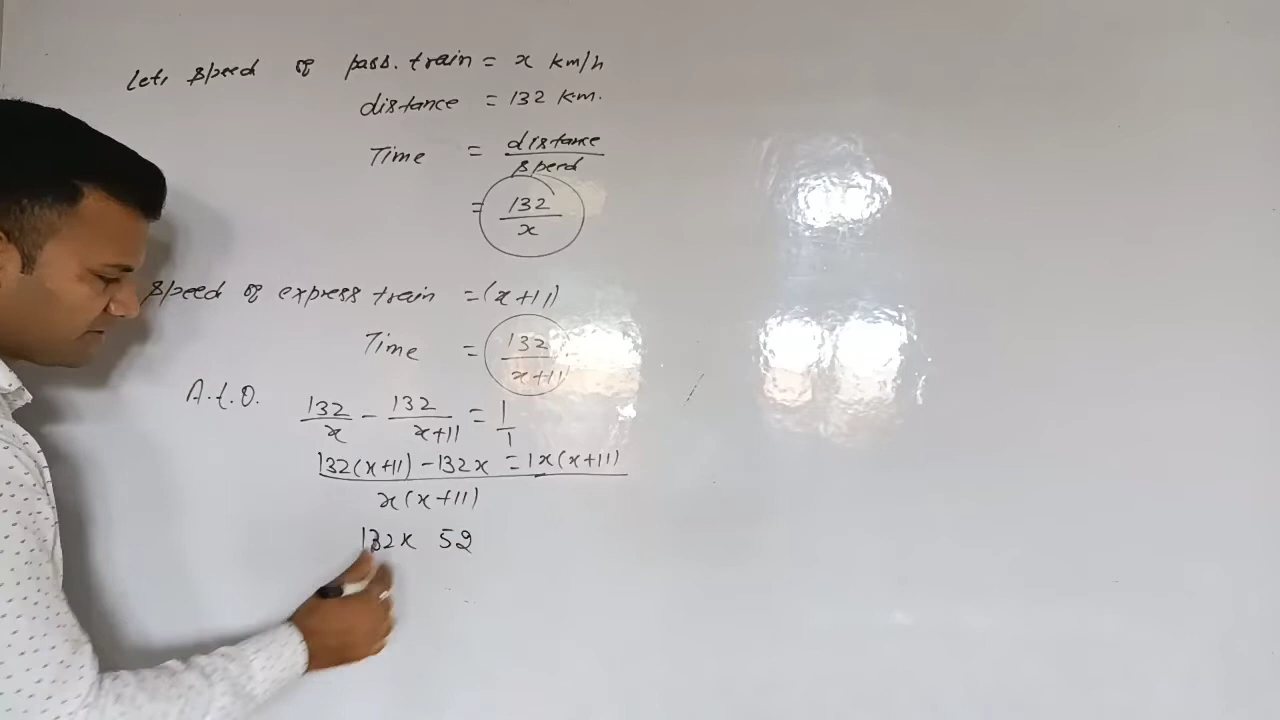 Let, Speed of pass. train = x km/h
distance = 132 km.
Time = distance / speed
= 132 / x
Speed of express train = (x+11)
Time = 132 / x+11
A.t.Q. 132/x - 132/x+11 = 1/1
132(x+11) - 132x = 1x(x+11)
x(x+11)
132x 52